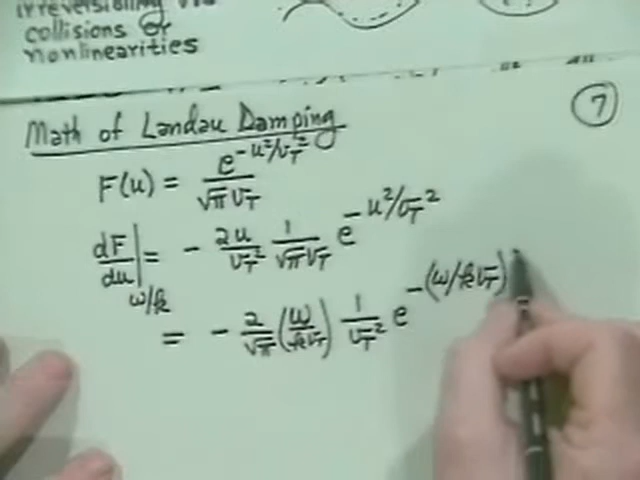 irreversibility via
collisions or
nonlinearities
7
Math of Landau Damping
F(u) = e^{-u²/v_T²} / √π v_T
dF/du |_{ω/k} = - 2u/v_T² 1/√π v_T e^{-u²/v_T²}
= - 2/√π (ω/k v_T) 1/v_T² e^{-(ω/k v_T)}